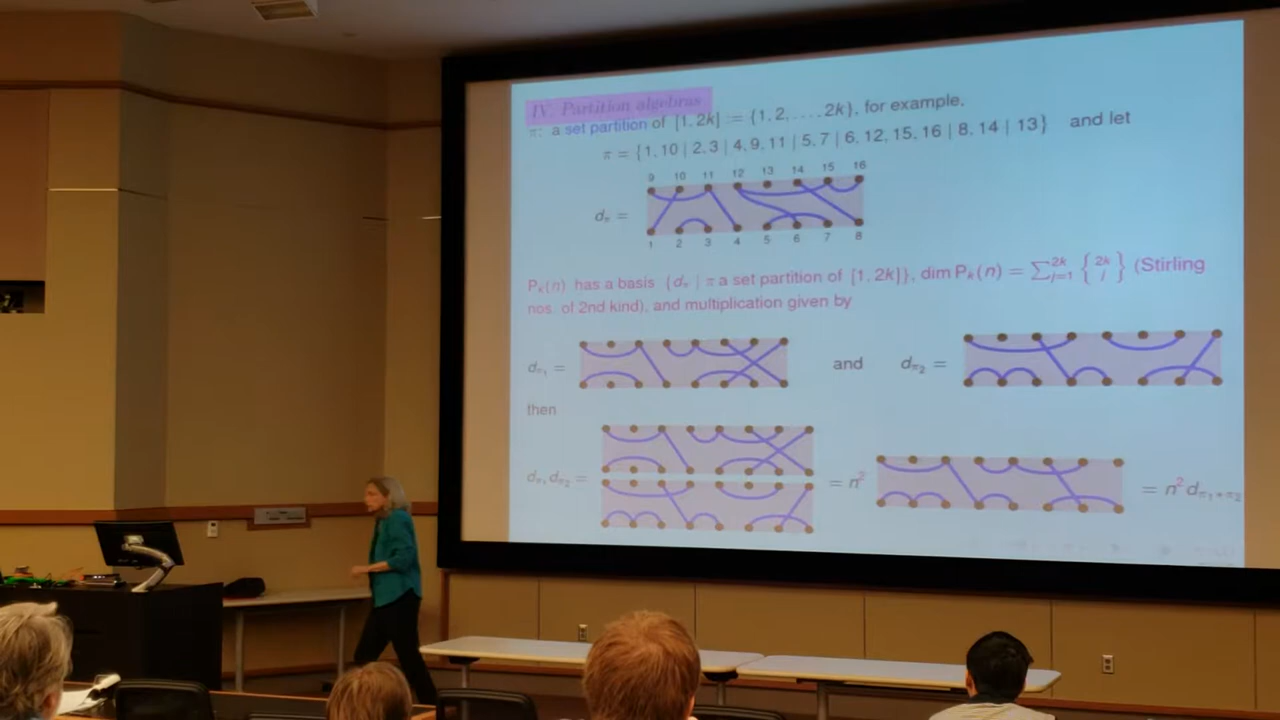 IV. Partition algebras
π: a set partition of [1, 2k] := {1, 2, . . . , 2k}, for example,
π = {1, 10 | 2, 3 | 4, 9, 11 | 5, 7 | 6, 12, 15, 16 | 8, 14 | 13} and let
9 10 11 12 13 14 15 16
dπ =
1 2 3 4 5 6 7 8
Pₖ(n) has a basis {dπ | π a set partition of [1, 2k]}, dim Pₖ(n) = ∑²ᵏⱼ₌₁ {2k j} (Stirling
nos. of 2nd kind), and multiplication given by
dπ₁ = and dπ₂ =
then
dπ₁dπ₂ = = n² = n²dπ₁*π₂